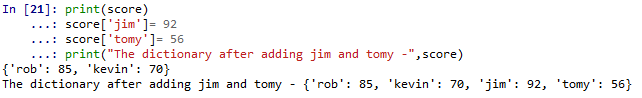 In [21]: print(score)
    ...: score['jim']= 92
    ...: score['tomy']= 56
    ...: print("The dictionary after adding jim and tomy -",score)
{'rob': 85, 'kevin': 70}
The dictionary after adding jim and tomy - {'rob': 85, 'kevin': 70, 'jim': 92, 'tomy': 56}